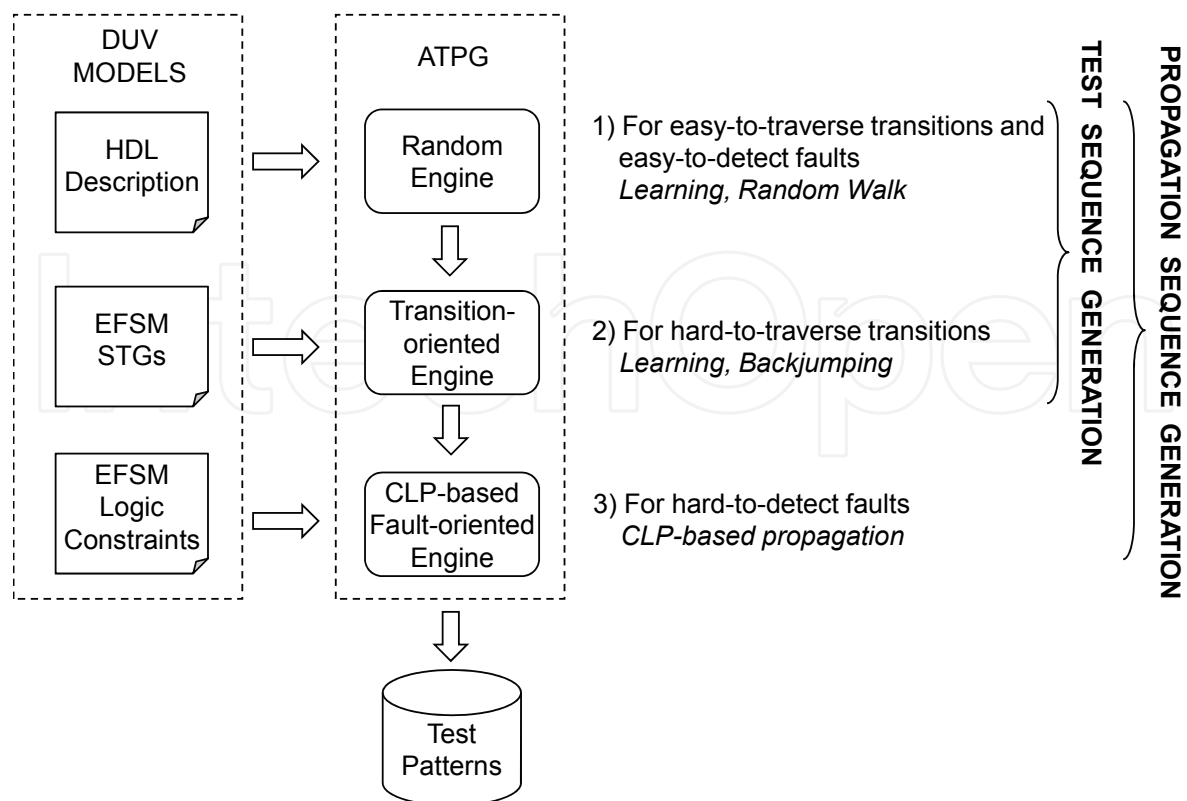 DUV
MODELS
HDL
Description
EFSM
STGs
EFSM
Logic
Constraints
ATPG
Random
Engine
Transition-
oriented
Engine
CLP-based
Fault-oriented
Engine
Test
Patterns
1) For easy-to-traverse transitions and
easy-to-detect faults
Learning, Random Walk
2) For hard-to-traverse transitions
Learning, Backjumping
3) For hard-to-detect faults
CLP-based propagation
TEST SEQUENCE GENERATION
PROPAGATION SEQUENCE GENERATION
IntechOpen